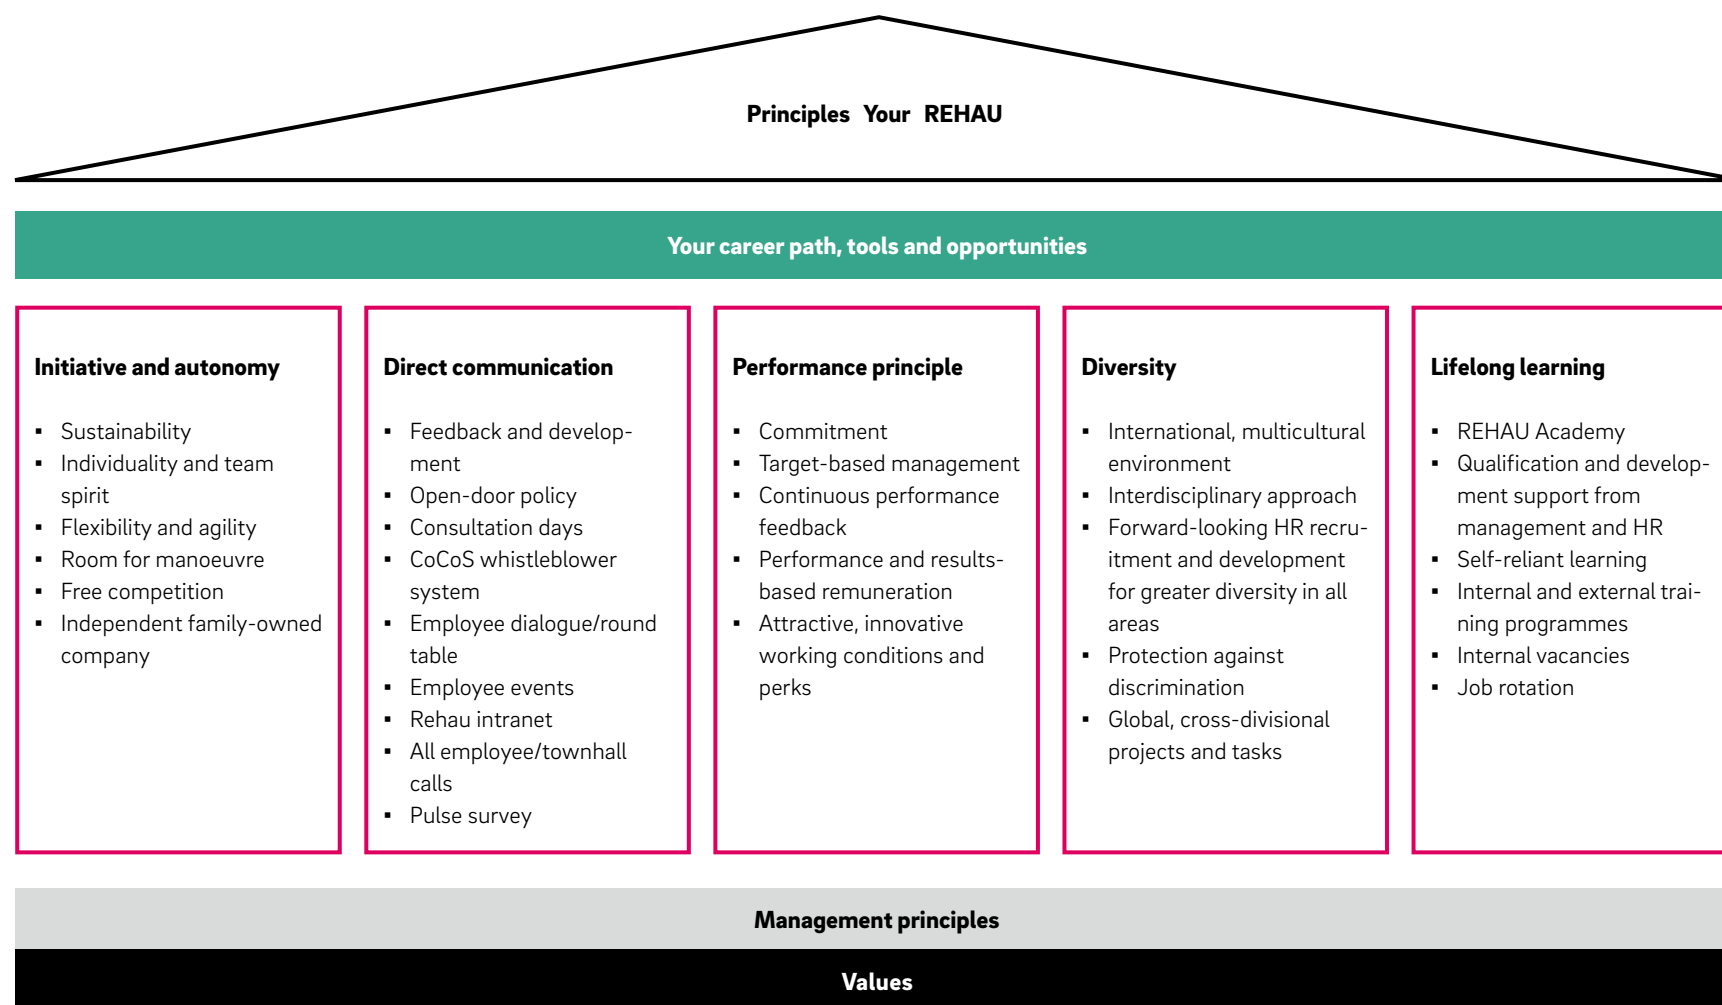 Principles Your REHAU
Your career path, tools and opportunities
Initiative and autonomy
▪ Sustainability
▪ Individuality and team
spirit
▪ Flexibility and agility
▪ Room for manoeuvre
▪ Free competition
▪ Independent family-owned
company
Direct communication
▪ Feedback and develop-
ment
▪ Open-door policy
▪ Consultation days
▪ CoCoS whistleblower
system
▪ Employee dialogue/round
table
▪ Employee events
▪ Rehau intranet
▪ All employee/townhall
calls
▪ Pulse survey
Performance principle
▪ Commitment
▪ Target-based management
▪ Continuous performance
feedback
▪ Performance and results-
based remuneration
▪ Attractive, innovative
working conditions and
perks
Diversity
▪ International, multicultural
environment
▪ Interdisciplinary approach
▪ Forward-looking HR recru-
itment and development
for greater diversity in all
areas
▪ Protection against
discrimination
▪ Global, cross-divisional
projects and tasks
Lifelong learning
▪ REHAU Academy
▪ Qualification and develop-
ment support from
management and HR
▪ Self-reliant learning
▪ Internal and external trai-
ning programmes
▪ Internal vacancies
▪ Job rotation
Management principles
Values